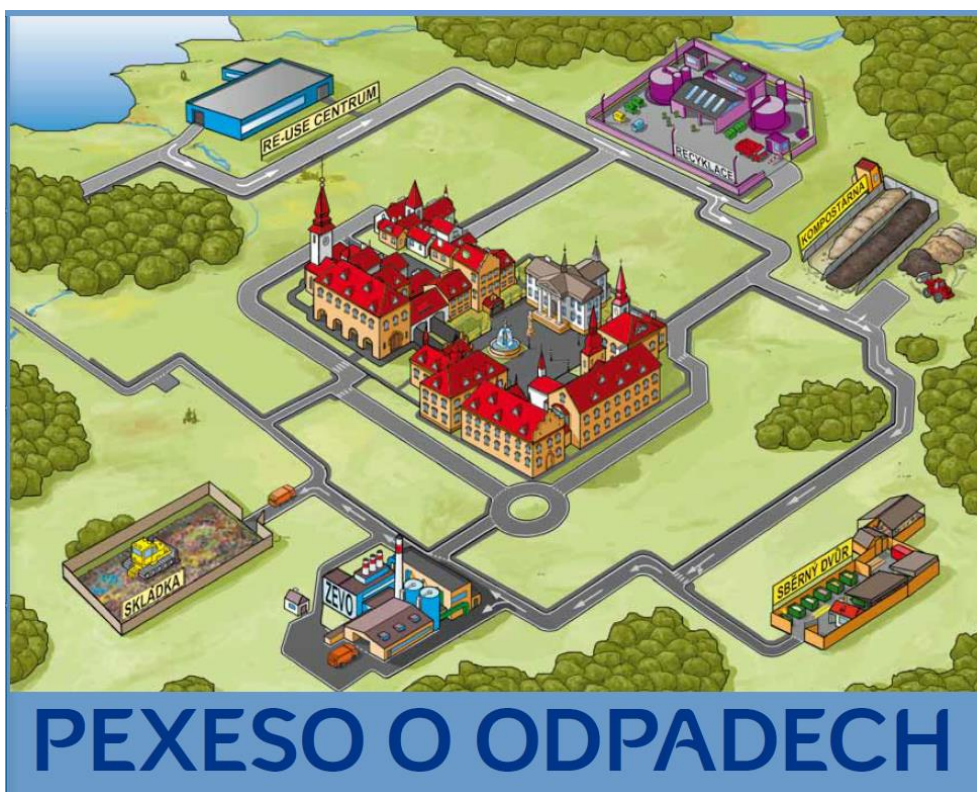 RE-USE CENTRUM
RECYKLACE
KOMPOSTÁRNA
SKLÁDKA
ZEVO
SBĚRNÝ DVŮR
PEXESO O ODPADECH